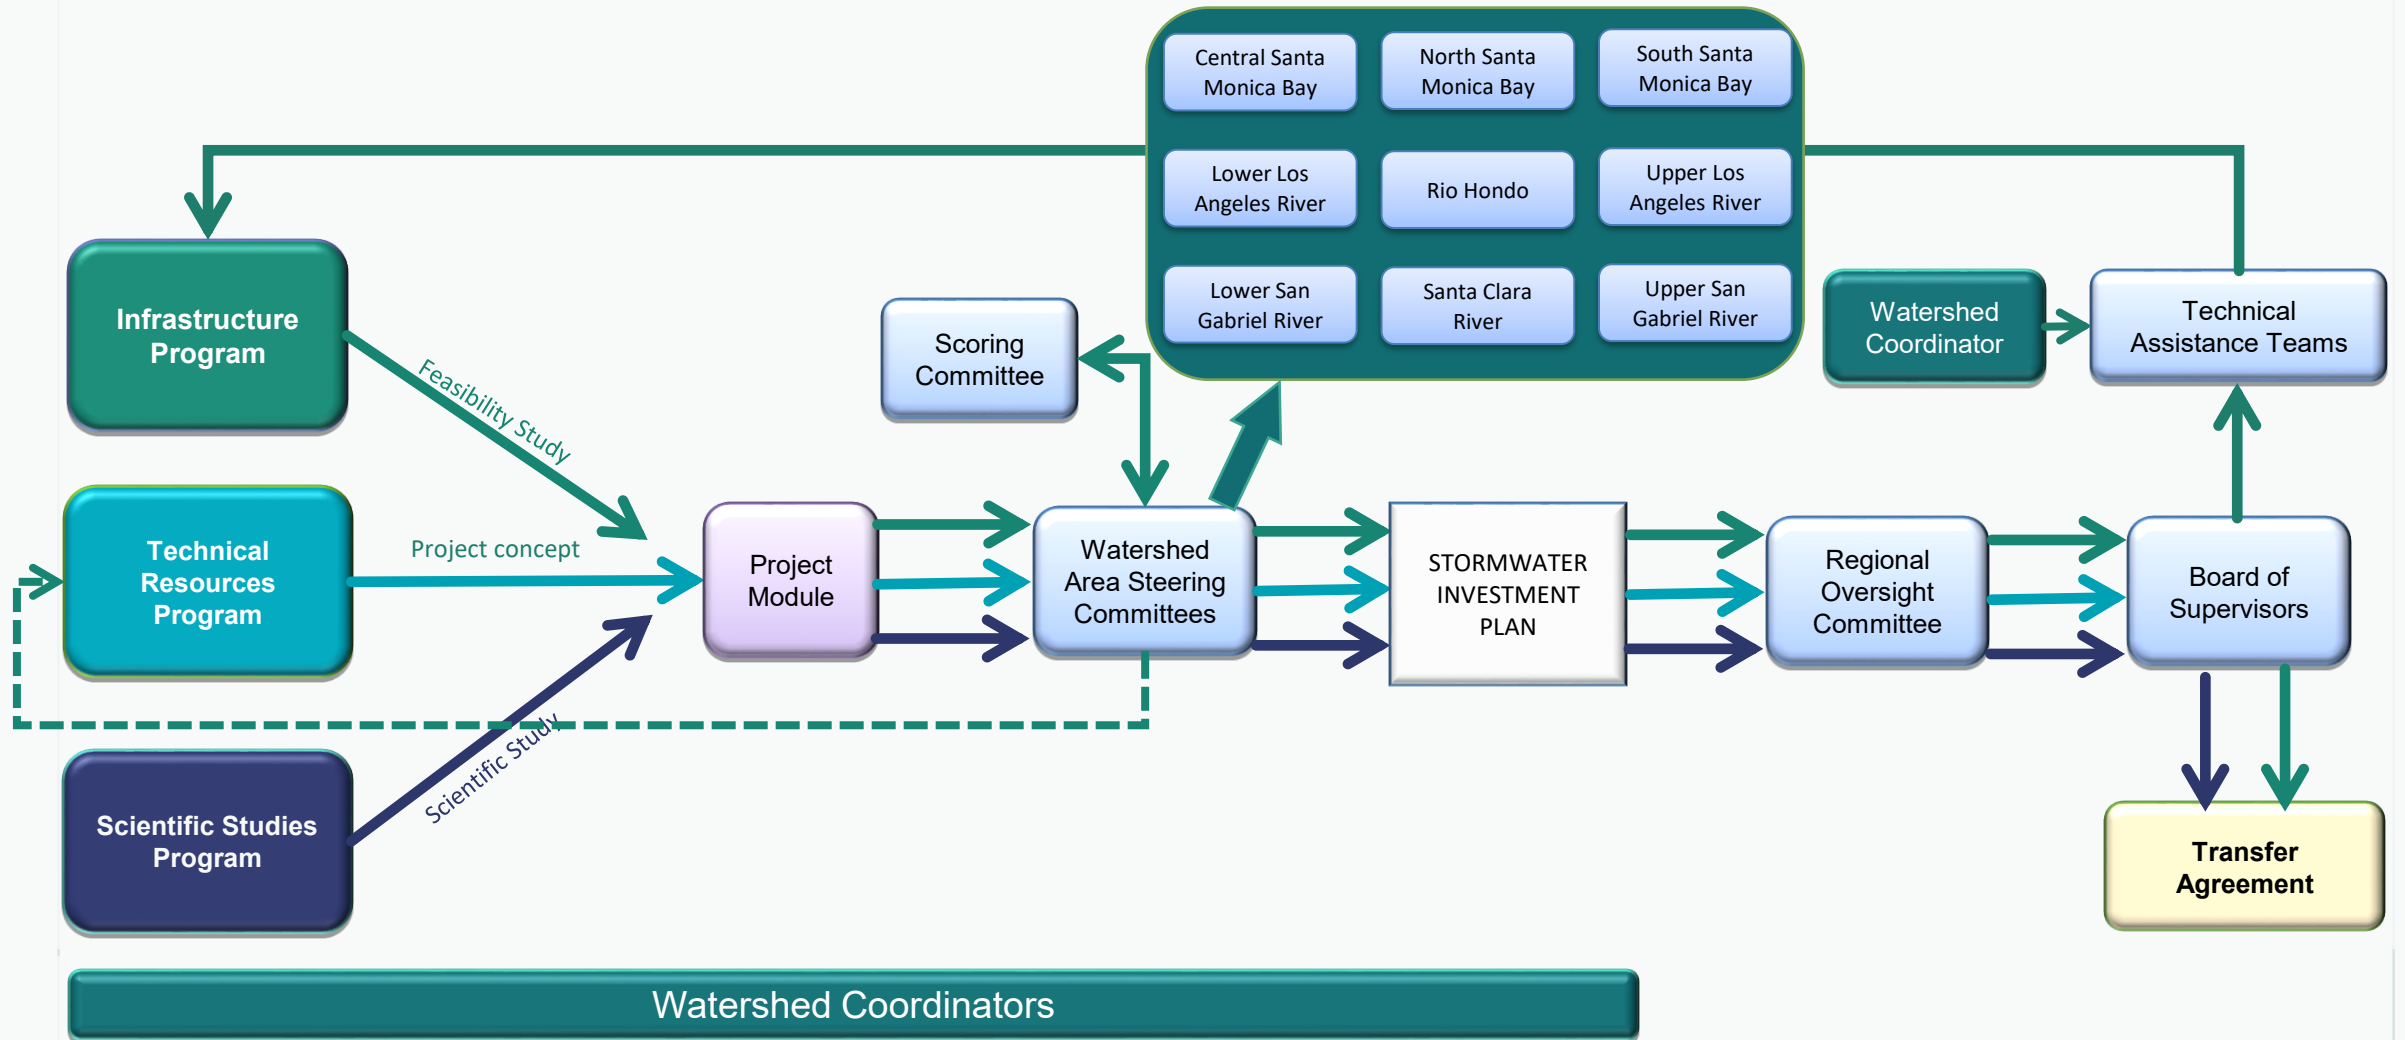 Central Santa
Monica Bay
North Santa
Monica Bay
South Santa
Monica Bay
Lower Los
Angeles River
Rio Hondo
Upper Los
Angeles River
Lower San
Gabriel River
Santa Clara
River
Upper San
Gabriel River
Infrastructure
Program
Feasibility Study
Scoring
Committee
Watershed
Coordinator
Technical
Assistance Teams
Technical
Resources
Program
Project concept
Project
Module
Watershed
Area Steering
Committees
STORMWATER
INVESTMENT
PLAN
Regional
Oversight
Committee
Board of
Supervisors
Scientific Studies
Program
Scientific Study
Transfer
Agreement
Watershed Coordinators